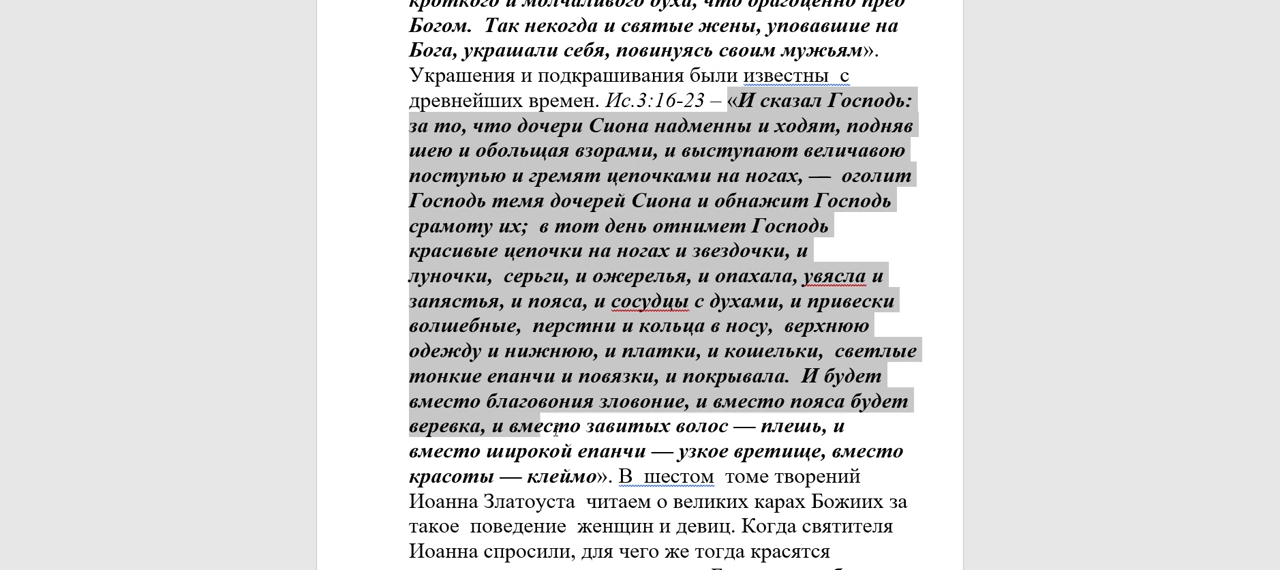 кроткого и молчаливого духа, что драгоценно пред
Богом.  Так некогда и святые жены, уповавшие на
Бога, украшали себя, повинуясь своим мужьям».
Украшения и подкрашивания были известны  с
древнейших времен. Ис.3:16-23 – «И сказал Господь:
за то, что дочери Сиона надменны и ходят, подняв
шею и обольщая взорами, и выступают величавою
поступью и гремят цепочками на ногах, —  оголит
Господь темя дочерей Сиона и обнажит Господь
срамоту их;  в тот день отнимет Господь
красивые цепочки на ногах и звездочки, и
луночки,  серьги, и ожерелья, и опахала, увясла и
запястья, и пояса, и сосудцы с духами, и привески
волшебные,  перстни и кольца в носу,  верхнюю
одежду и нижнюю, и платки, и кошельки,  светлые
тонкие епанчи и повязки, и покрывала.  И будет
вместо благовония зловоние, и вместо пояса будет
веревка, и вместо завитых волос — плешь, и
вместо широкой епанчи — узкое вретище, вместо
красоты — клеймо». В  шестом  томе творений
Иоанна Златоуста  читаем о великих карах Божиих за
такое  поведение  женщин и девиц. Когда святителя
Иоанна спросили, для чего же тогда красятся